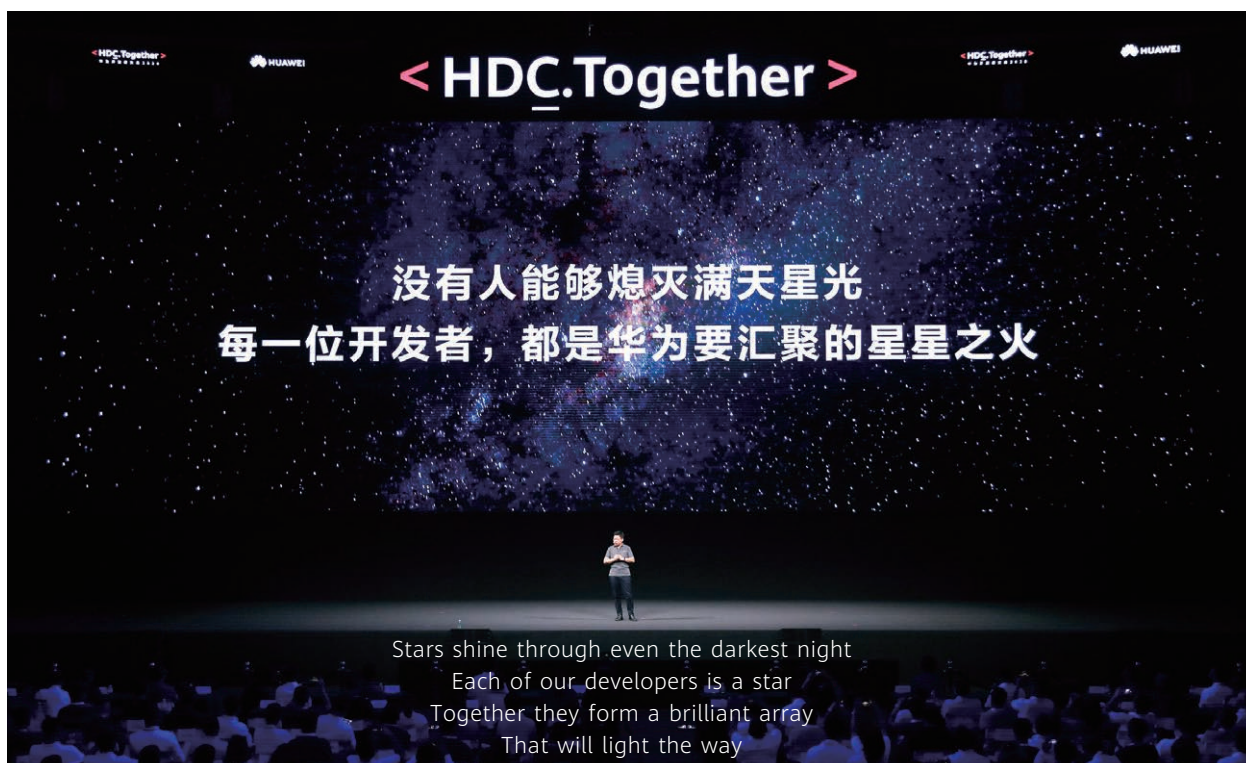 <HDC.Together>
HUAWEI
<HDC.Together>
<HDC.Together>
HUAWEI
没有人能够熄灭满天星光
每一位开发者，都是华为要汇聚的星星之火
Stars shine through even the darkest night
Each of our developers is a star
Together they form a brilliant array
That will light the way